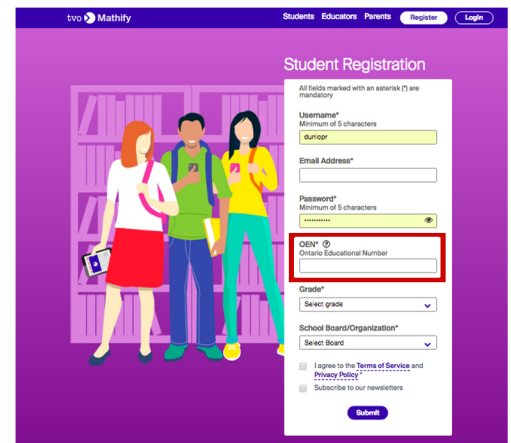 tvo Mathify
Students Educators Parents Register Login
Student Registration
All fields marked with an asterisk (*) are
mandatory
Username*
Minimum of 5 characters
dunlopr
Email Address*
Password*
Minimum of 5 characters
•••••••••••
OEN* ?
Ontario Educational Number
Grade*
Select grade
School Board/Organization*
Select Board
I agree to the Terms of Service and
Privacy Policy *
Subscribe to our newsletters
Submit